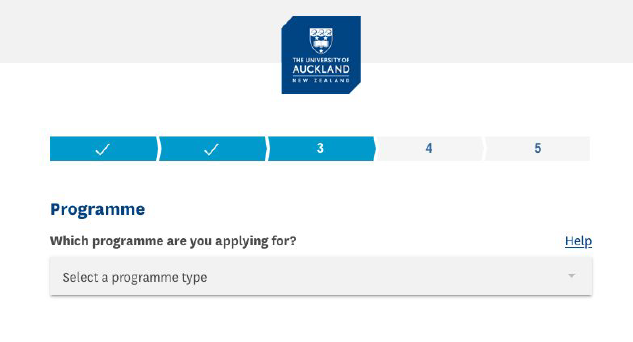 THE UNIVERSITY OF
AUCKLAND
NEW ZEALAND
3
4
5
Programme
Which programme are you applying for?
Help
Select a programme type